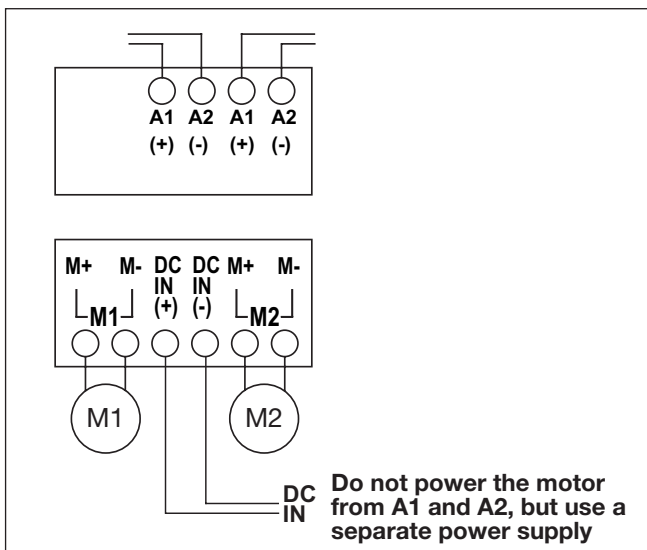 A1 A2 A1 A2
(+) (-) (+) (-)
M+ M- DC DC M+ M-
IN IN
(+) (-)
M1 M2
M1 M2
DC
IN
Do not power the motor
from A1 and A2, but use a
separate power supply